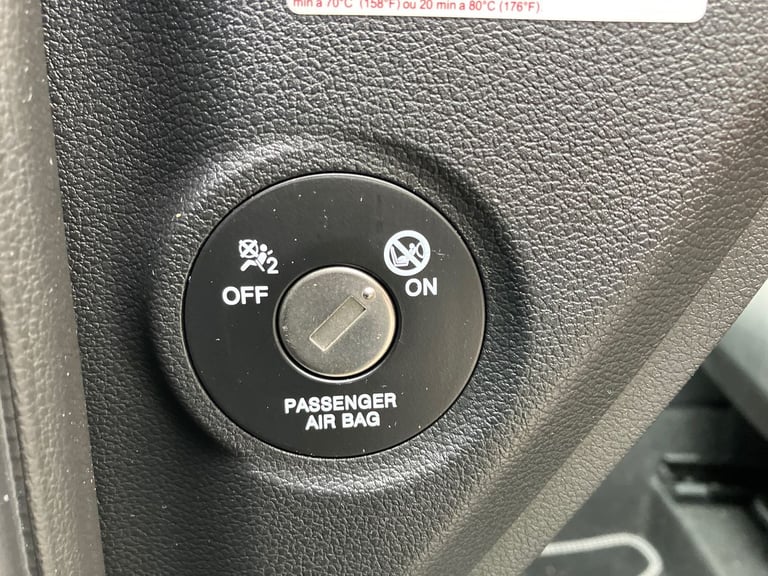 min à 70°C (158°F) ou 20 min à 80°C (176°F)
2
OFF
ON
PASSENGER
AIR BAG